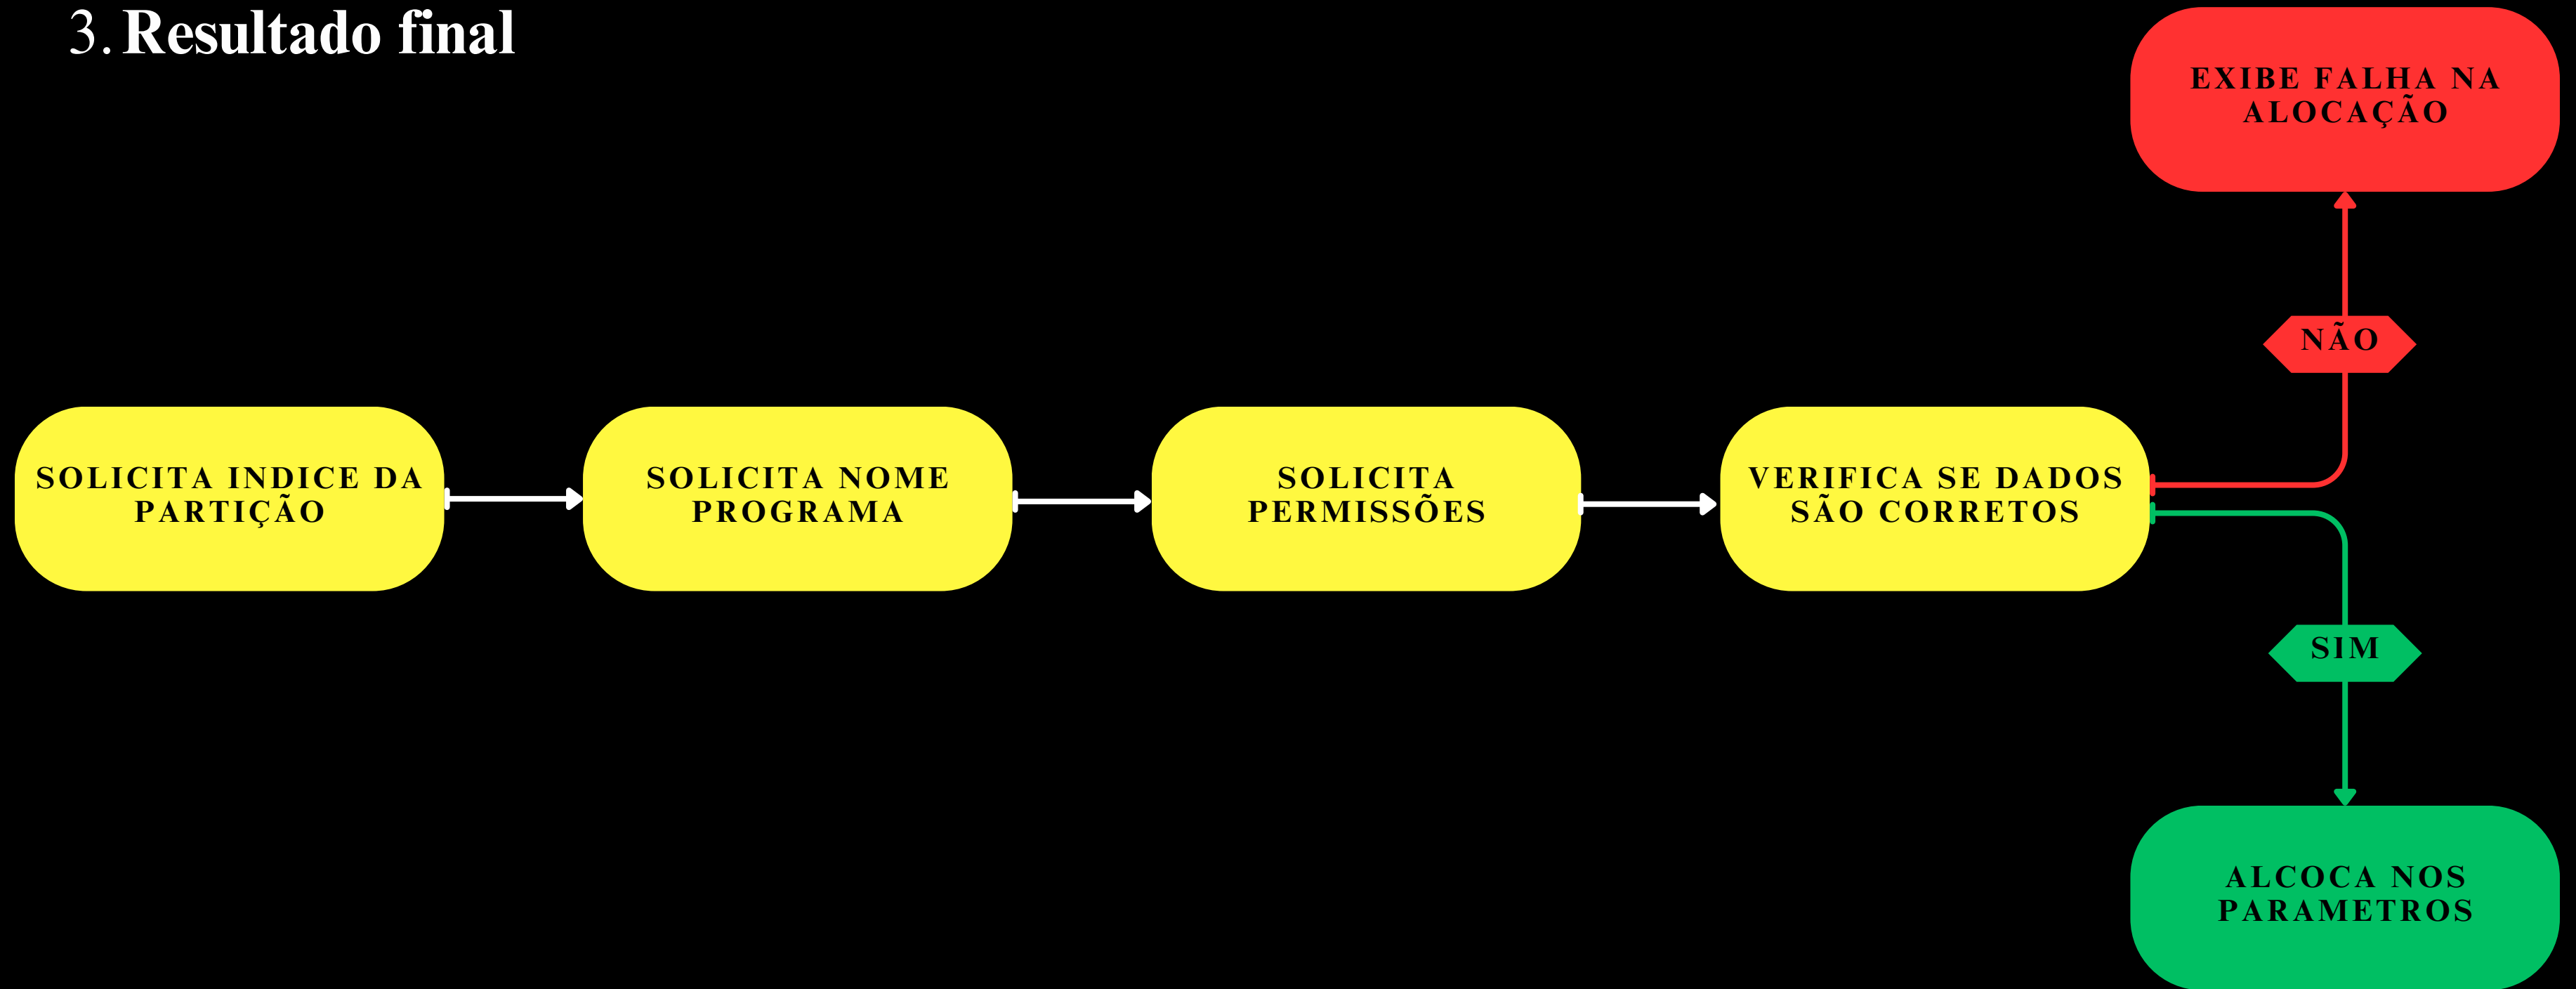 3. Resultado final
EXIBE FALHA NA
ALOCAÇÃO
NÃO
SOLICITA INDICE DA
PARTIÇÃO
SOLICITA NOME
PROGRAMA
SOLICITA
PERMISSÕES
VERIFICA SE DADOS
SÃO CORRETOS
SIM
ALCOCA NOS
PARAMETROS